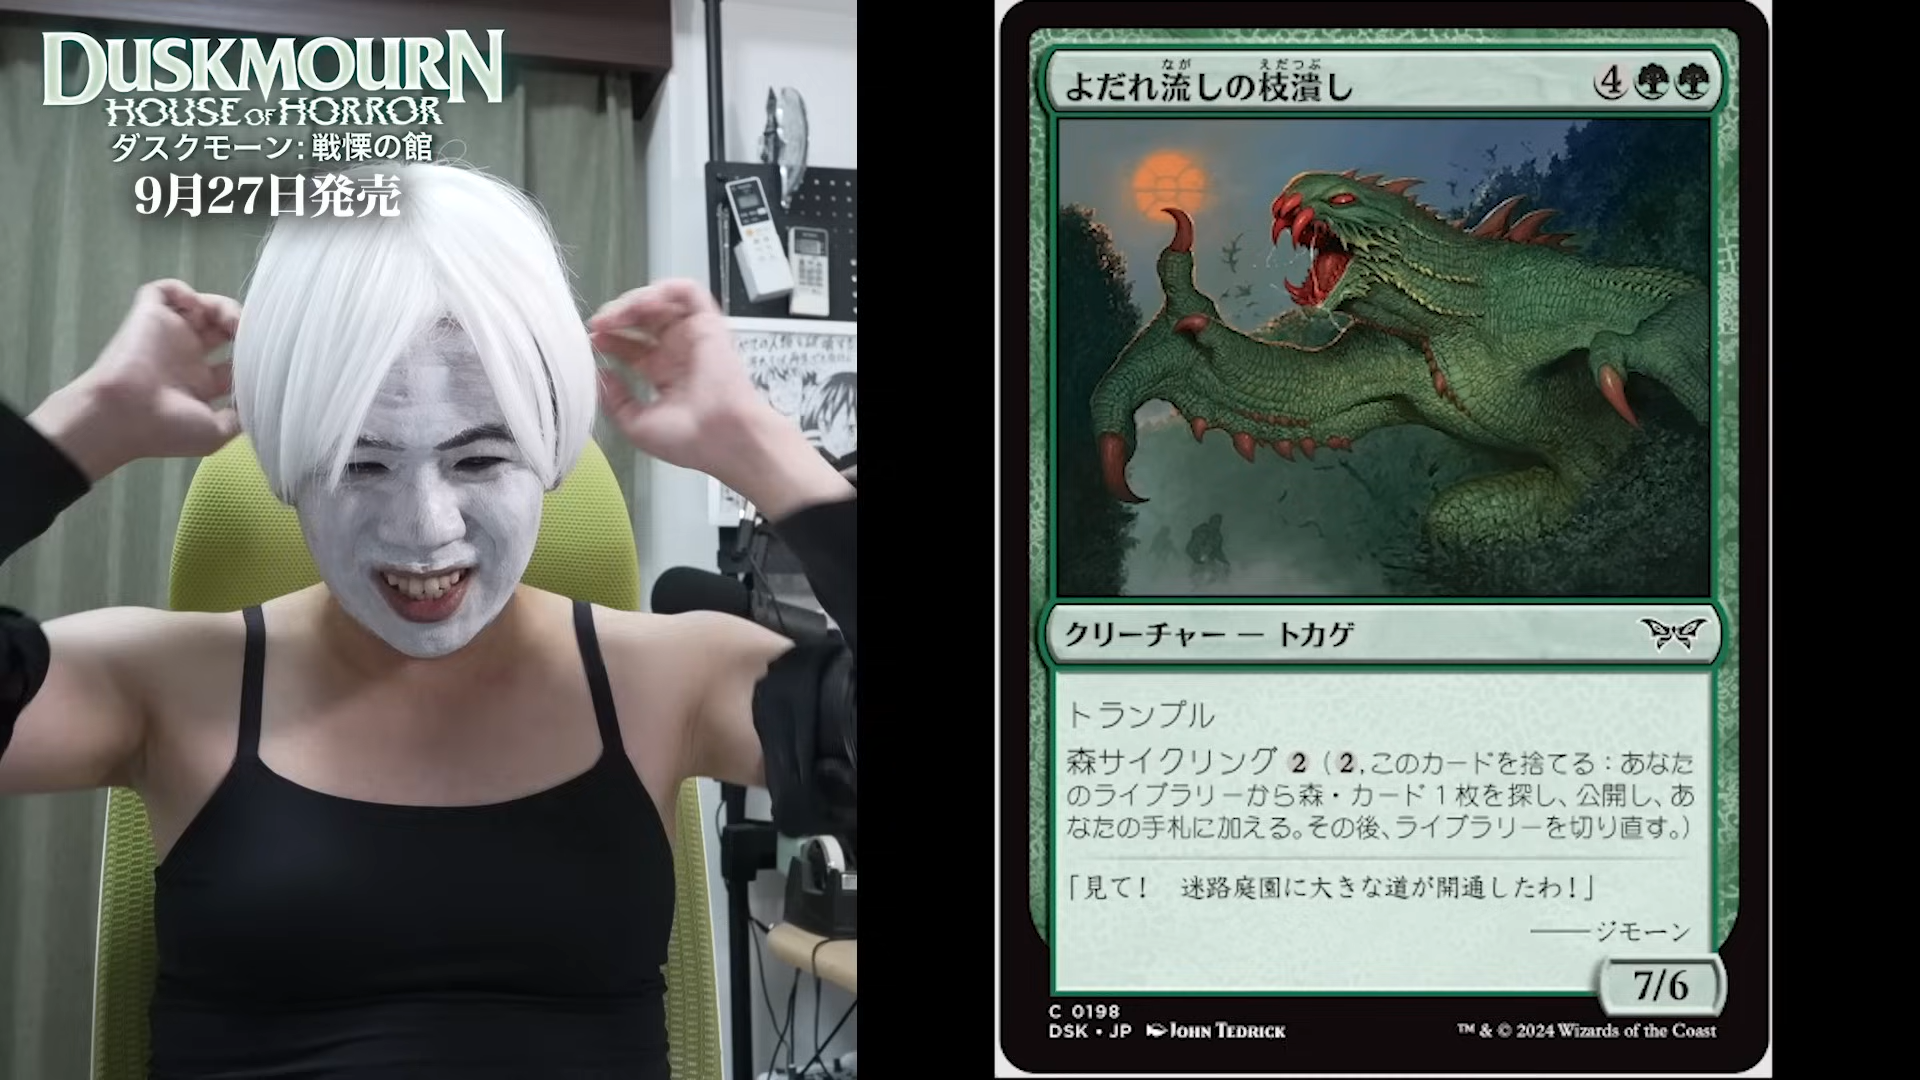 DUSKMOURN
HOUSE OF HORROR
ダスクモーン：戦慄の館
9月27日発売
よだれ流しの枝潰し
なが えだつぶ
4
クリーチャー ― トカゲ
トランプル
森サイクリング 2（2,このカードを捨てる：あなた
のライブラリーから森・カード１枚を探し、公開し、あ
なたの手札に加える。その後、ライブラリーを切り直す。）
「見て！　迷路庭園に大きな道が開通したわ！」
――ジモーン
7/6
C 0198
DSK • JP JOHN TEDRICK
™ & © 2024 Wizards of the Coast